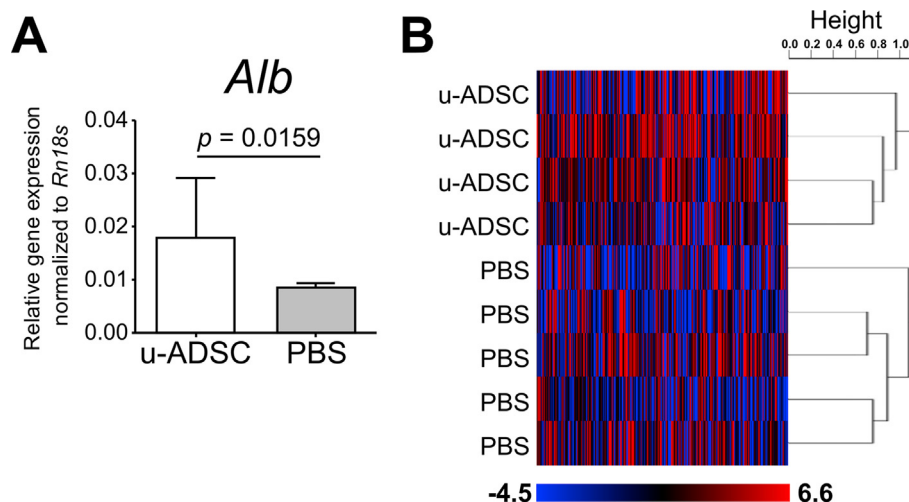 A
Alb
Relative gene expression
normalized to Rn18s
0.04
0.03
0.02
0.01
0.00
p = 0.0159
u-ADSC
PBS
B
Height
0.0 0.2 0.4 0.6 0.8 1.0
u-ADSC
u-ADSC
u-ADSC
u-ADSC
PBS
PBS
PBS
PBS
PBS
-4.5
6.6